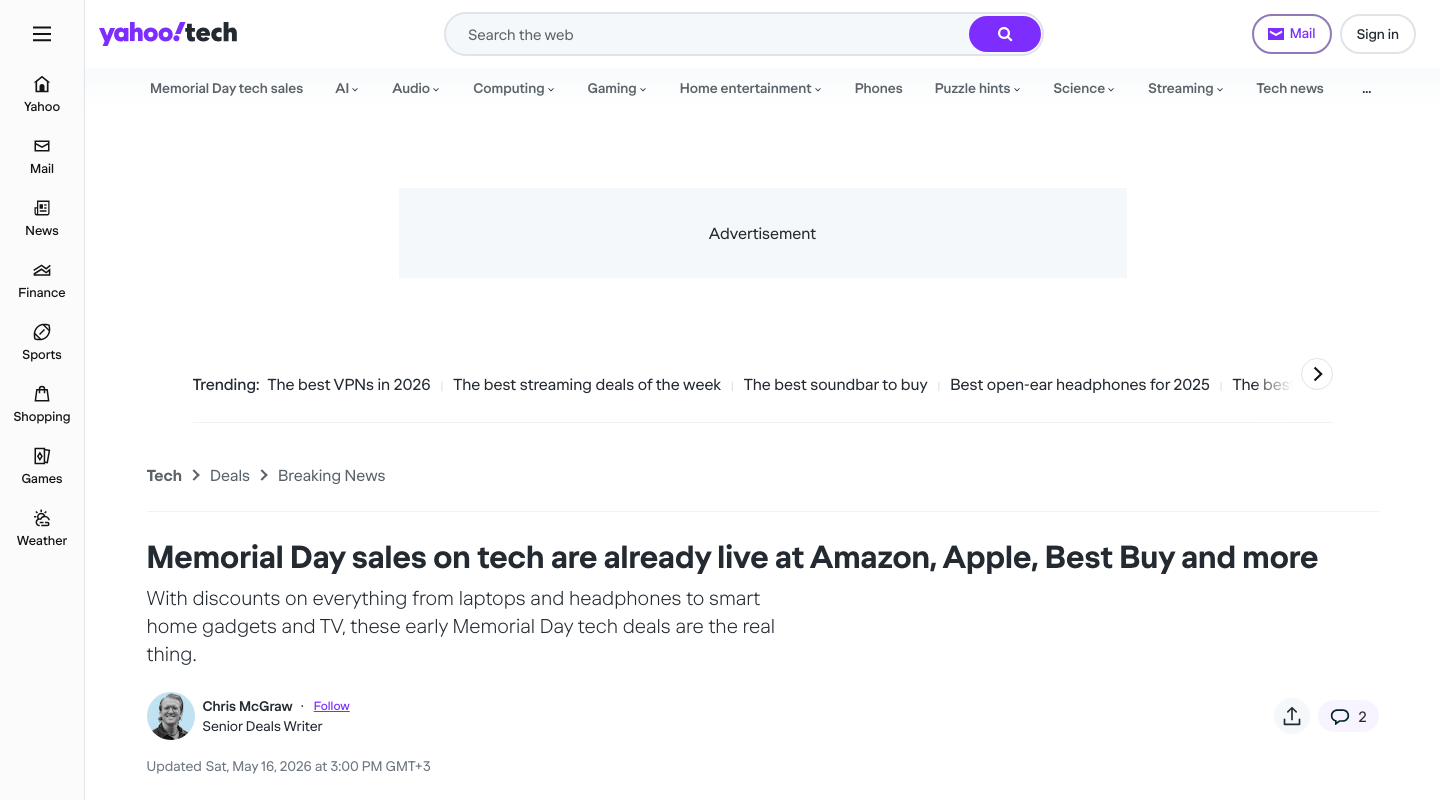 yahoo!tech
Search the web
Mail
Sign in
Yahoo
Mail
News
Finance
Sports
Shopping
Games
Weather
Memorial Day tech sales AI Audio Computing Gaming Home entertainment Phones Puzzle hints Science Streaming Tech news ...
Advertisement
Trending: The best VPNs in 2026 The best streaming deals of the week The best soundbar to buy Best open-ear headphones for 2025 The bes
Tech Deals Breaking News
Memorial Day sales on tech are already live at Amazon, Apple, Best Buy and more
With discounts on everything from laptops and headphones to smart
home gadgets and TV, these early Memorial Day tech deals are the real
thing.
Chris McGraw · Follow
Senior Deals Writer
2
Updated Sat, May 16, 2026 at 3:00 PM GMT+3